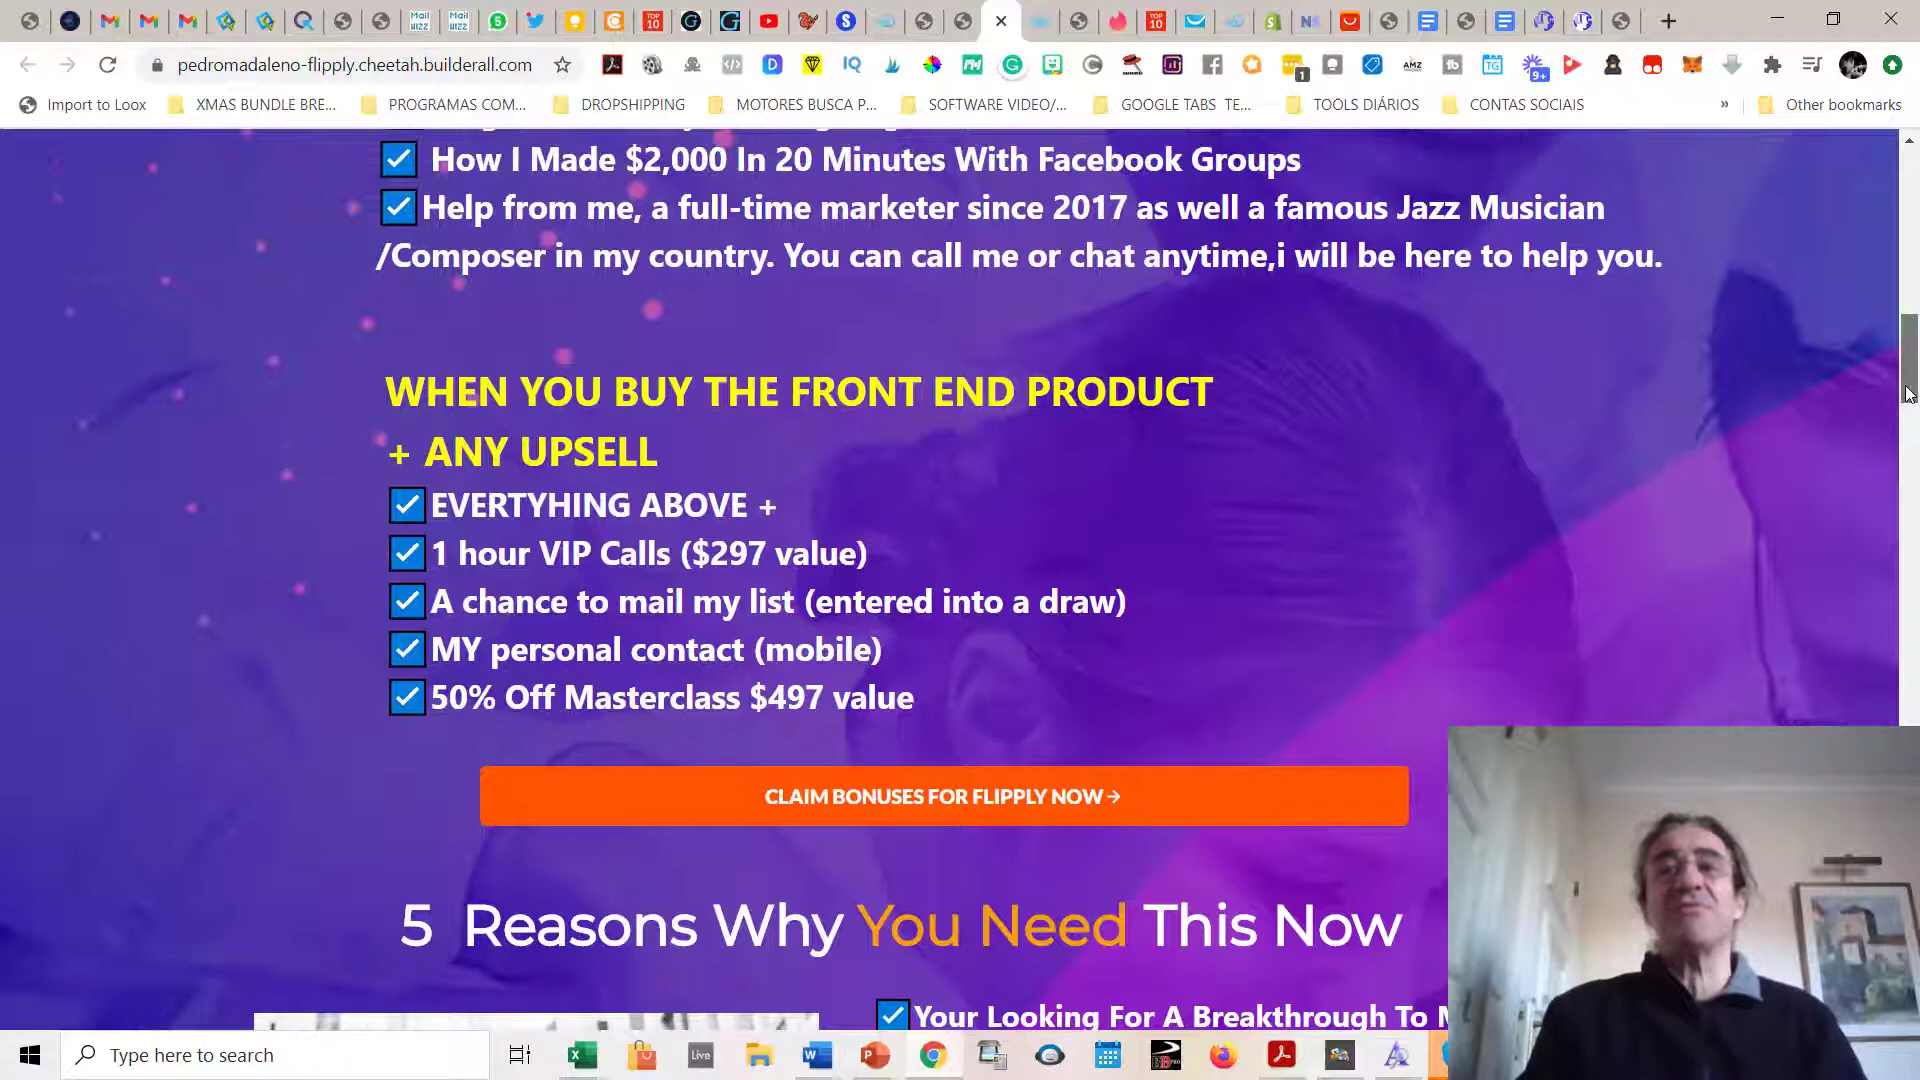 pedromadaleno-flipply.cheetah.builderall.com
Import to Loox
XMAS BUNDLE BRE...
PROGRAMAS COM...
DROPSHIPPING
MOTORES BUSCA P...
SOFTWARE VIDEO/...
GOOGLE TABS TE...
TOOLS DIÁRIOS
CONTAS SOCIAIS
»
Other bookmarks
How I Made $2,000 In 20 Minutes With Facebook Groups
Help from me, a full-time marketer since 2017 as well a famous Jazz Musician
/Composer in my country. You can call me or chat anytime,i will be here to help you.
WHEN YOU BUY THE FRONT END PRODUCT
+ ANY UPSELL
EVERTYHING ABOVE +
1 hour VIP Calls ($297 value)
A chance to mail my list (entered into a draw)
MY personal contact (mobile)
50% Off Masterclass $497 value
CLAIM BONUSES FOR FLIPPLY NOW →
5 Reasons Why You Need This Now
Your Looking For A Breakthrough To
Type here to search
Live